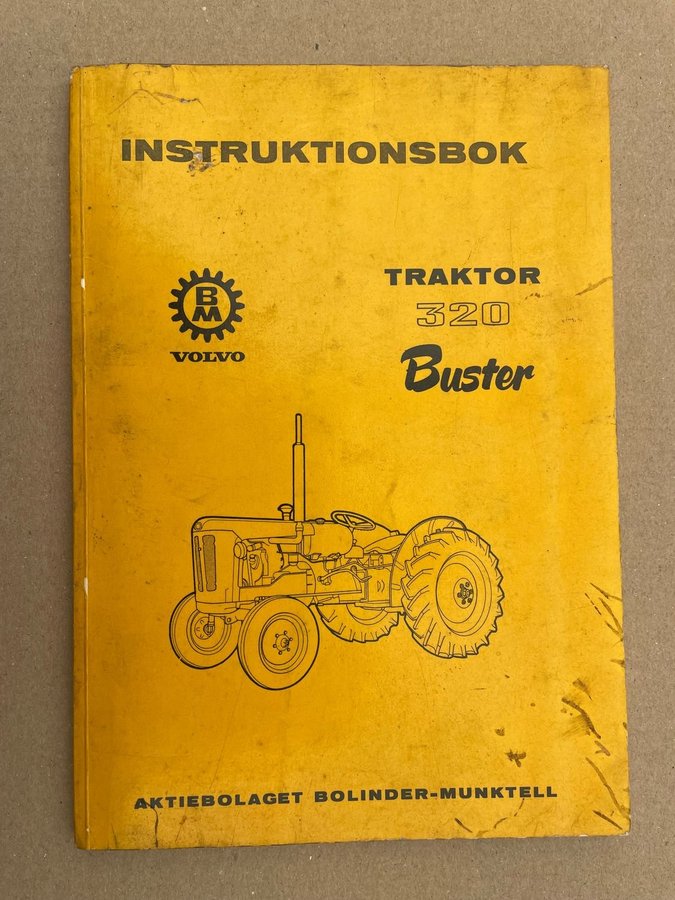 INSTRUKTIONSBOK
BM
VOLVO
TRAKTOR
320
Buster
AKTIEBOLAGET BOLINDER-MUNKTELL